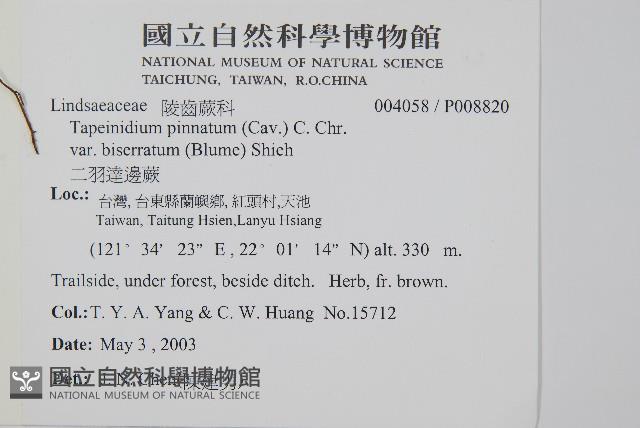 國立自然科學博物館
NATIONAL MUSEUM OF NATURAL SCIENCE
TAICHUNG, TAIWAN, R.O.CHINA
Lindsaeaceae 陵齒蕨科 004058 / P008820
Tapeinidium pinnatum (Cav.) C. Chr.
var. biserratum (Blume) Shieh
二羽達邊蕨
Loc.: 台灣, 台東縣蘭嶼鄉, 紅頭村,天池
Taiwan, Taitung Hsien,Lanyu Hsiang
(121° 34' 23" E , 22° 01' 14" N) alt. 330 m.
Trailside, under forest, beside ditch. Herb, fr. brown.
Col.: T. Y. A. Yang & C. W. Huang No.15712
Date: May 3 , 2003
Det.:
國立自然科學博物館
NATIONAL MUSEUM OF NATURAL SCIENCE